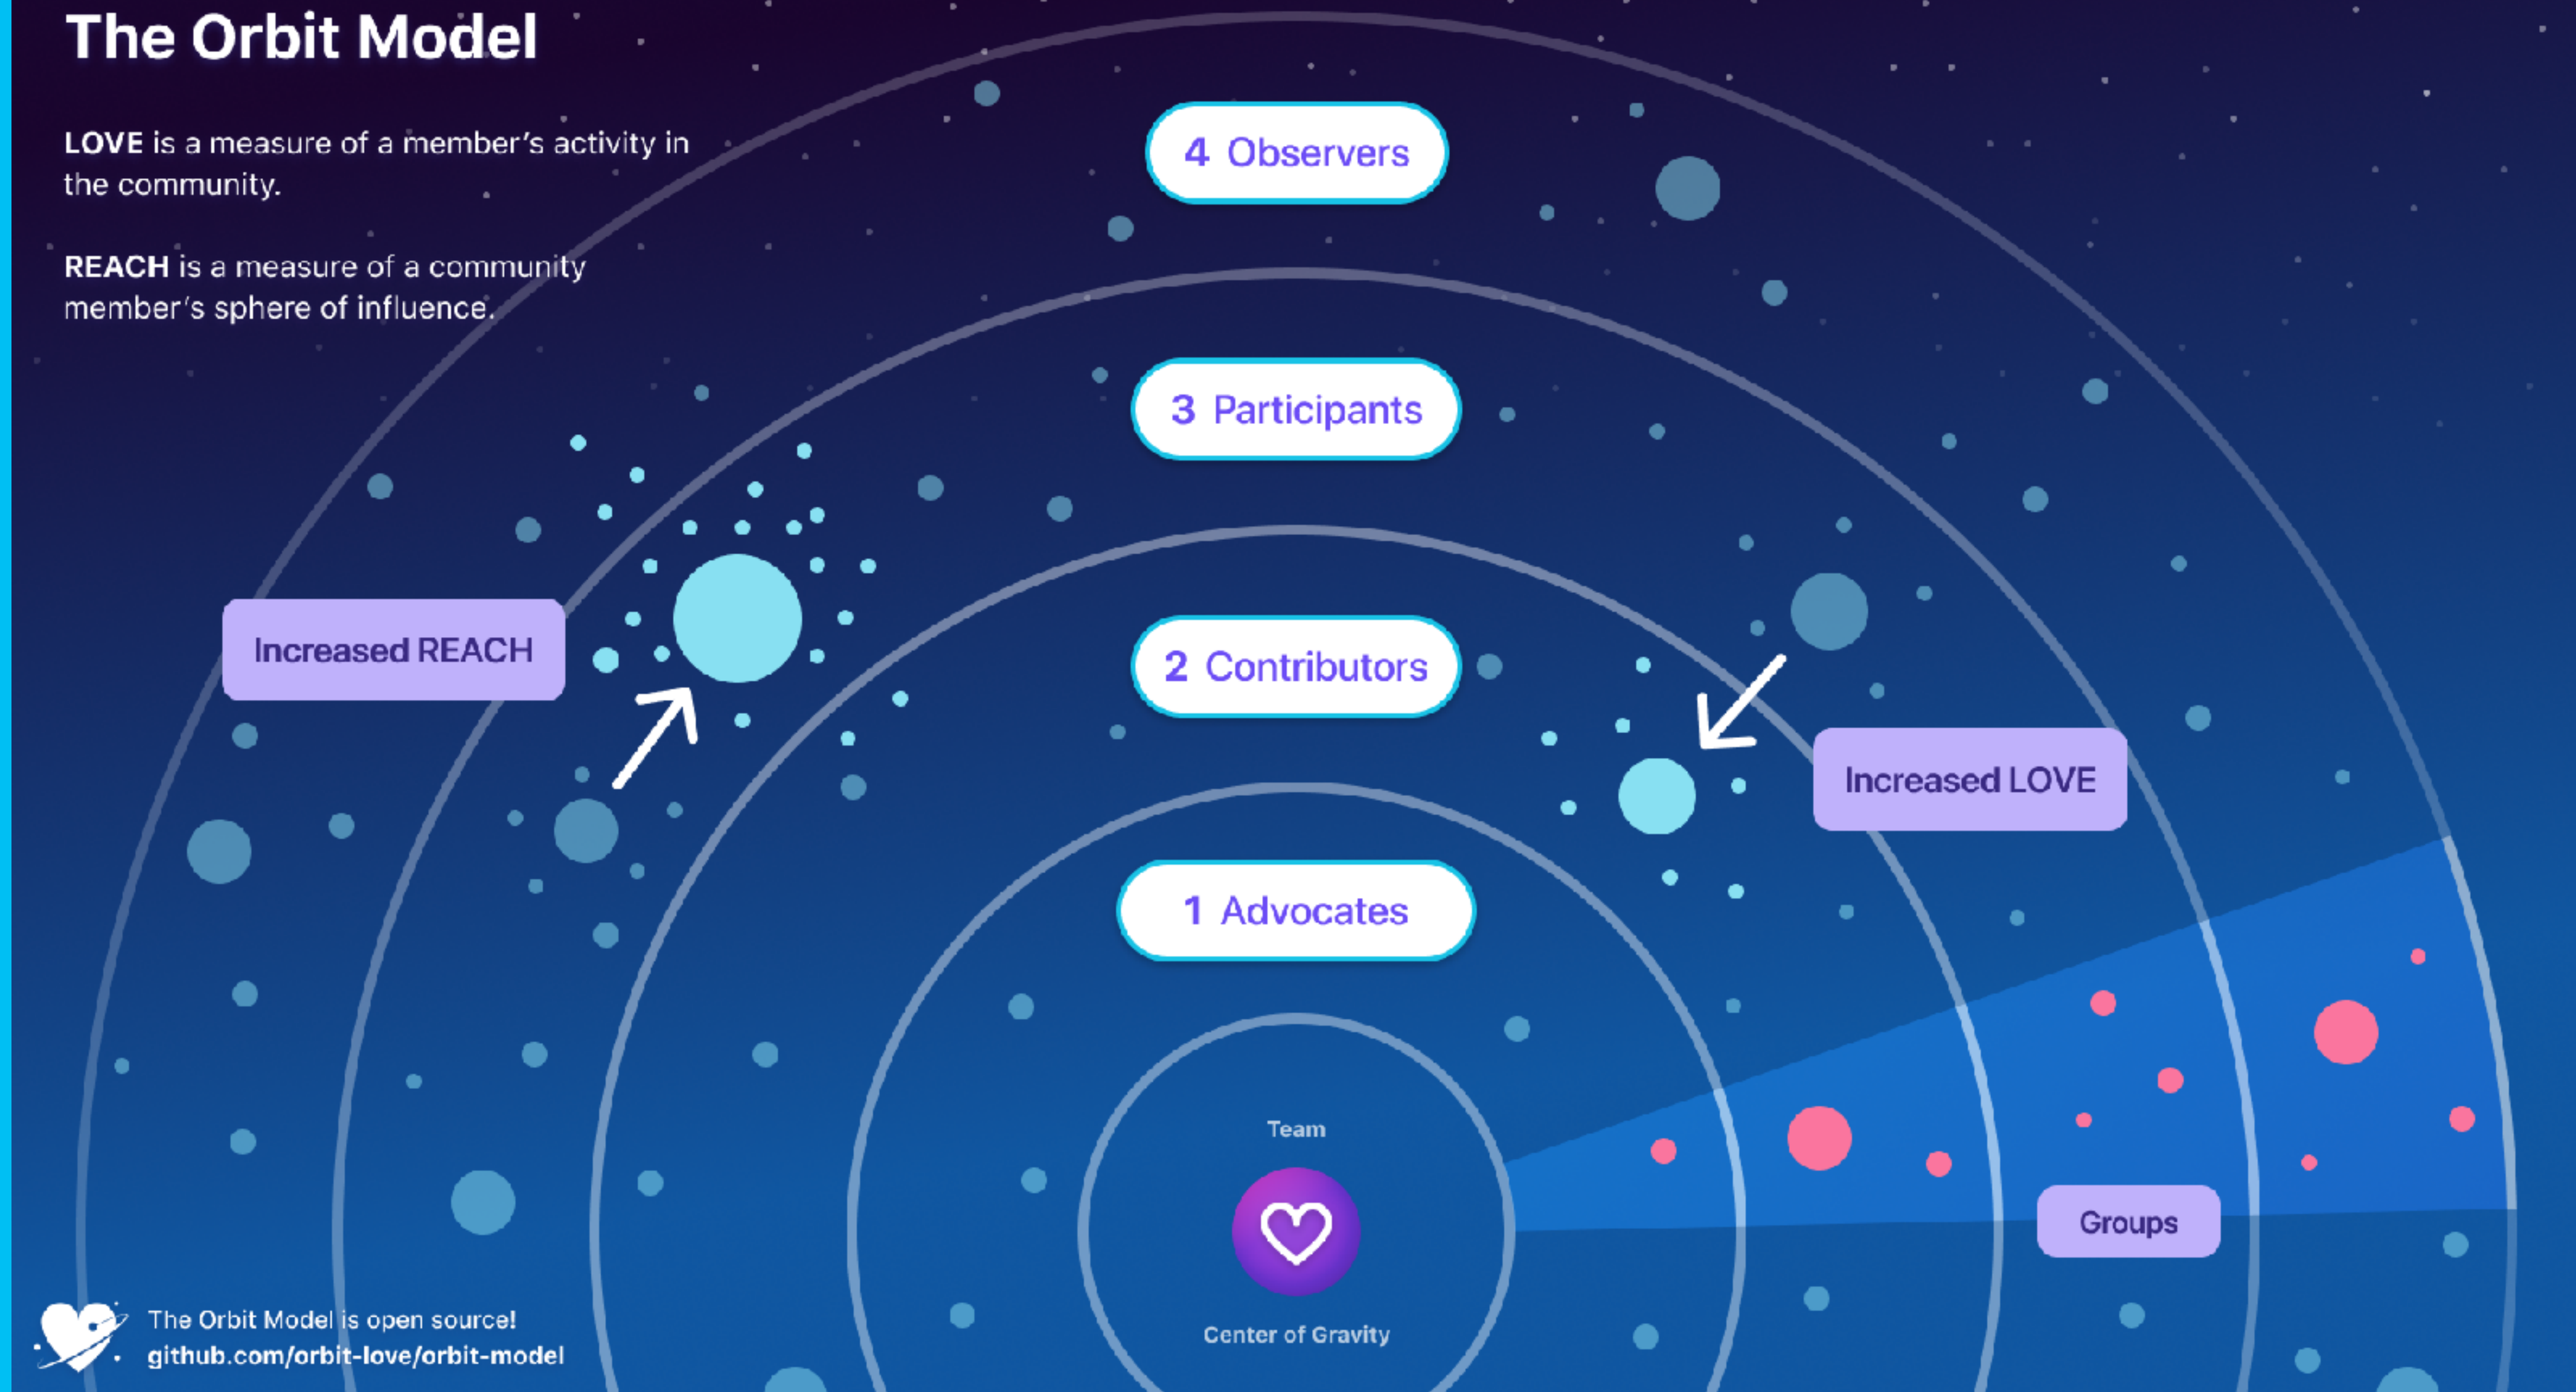 The Orbit Model
LOVE is a measure of a member’s activity in
the community.
REACH is a measure of a community
member’s sphere of influence.
4 Observers
3 Participants
2 Contributors
1 Advocates
Increased REACH
Increased LOVE
Team
Center of Gravity
Groups
The Orbit Model is open source!
github.com/orbit-love/orbit-model